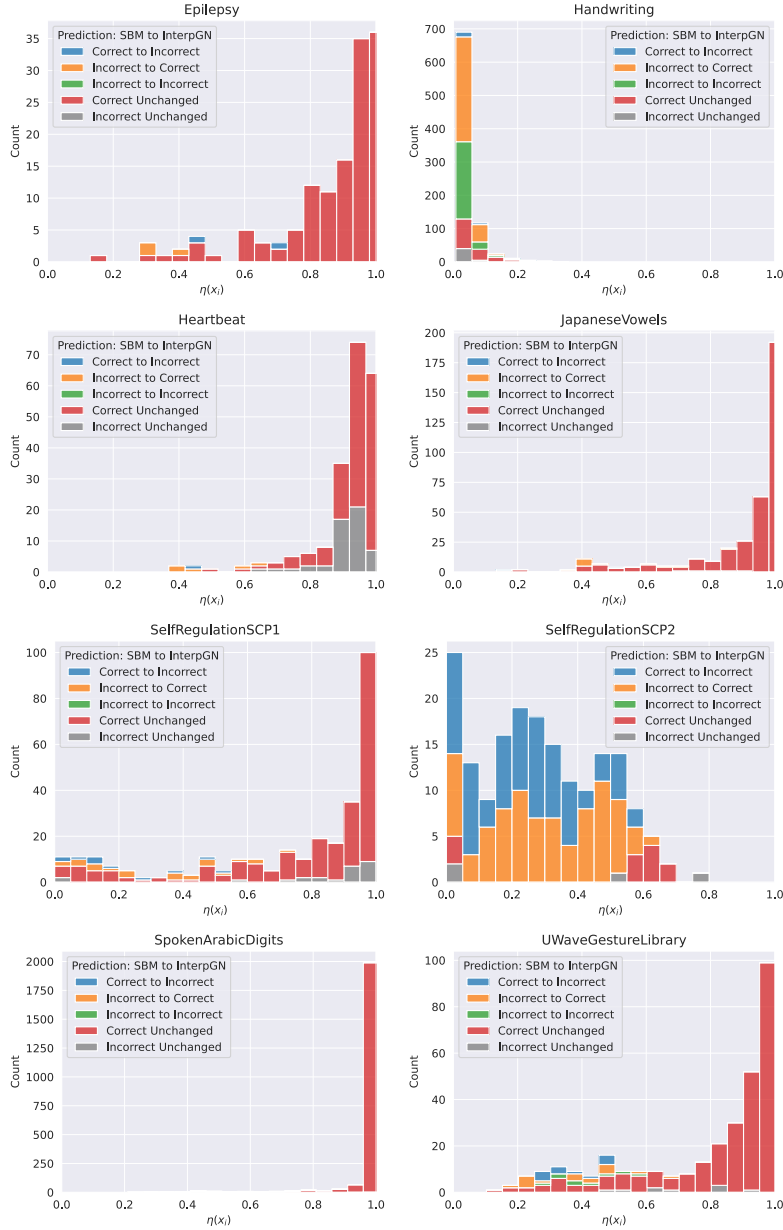 Epilepsy
Prediction: SBM to InterpGN
Correct to Incorrect
Incorrect to Correct
Incorrect to Incorrect
Correct Unchanged
Incorrect Unchanged
Count
35
30
25
20
15
10
5
0
0.0 0.2 0.4 0.6 0.8 1.0
η(xᵢ)
Handwriting
Prediction: SBM to InterpGN
Correct to Incorrect
Incorrect to Correct
Incorrect to Incorrect
Correct Unchanged
Incorrect Unchanged
Count
700
600
500
400
300
200
100
0
0.0 0.2 0.4 0.6 0.8 1.0
η(xᵢ)
Heartbeat
Prediction: SBM to InterpGN
Correct to Incorrect
Incorrect to Correct
Incorrect to Incorrect
Correct Unchanged
Incorrect Unchanged
Count
70
60
50
40
30
20
10
0
0.0 0.2 0.4 0.6 0.8 1.0
η(xᵢ)
JapaneseVowels
Prediction: SBM to InterpGN
Correct to Incorrect
Incorrect to Correct
Incorrect to Incorrect
Correct Unchanged
Incorrect Unchanged
Count
200
175
150
125
100
75
50
25
0
0.0 0.2 0.4 0.6 0.8 1.0
η(xᵢ)
SelfRegulationSCP1
Prediction: SBM to InterpGN
Correct to Incorrect
Incorrect to Correct
Incorrect to Incorrect
Correct Unchanged
Incorrect Unchanged
Count
100
80
60
40
20
0
0.0 0.2 0.4 0.6 0.8 1.0
η(xᵢ)
SelfRegulationSCP2
Prediction: SBM to InterpGN
Correct to Incorrect
Incorrect to Correct
Incorrect to Incorrect
Correct Unchanged
Incorrect Unchanged
Count
25
20
15
10
5
0
0.0 0.2 0.4 0.6 0.8 1.0
η(xᵢ)
SpokenArabicDigits
Prediction: SBM to InterpGN
Correct to Incorrect
Incorrect to Correct
Incorrect to Incorrect
Correct Unchanged
Incorrect Unchanged
Count
2000
1750
1500
1250
1000
750
500
250
0
0.0 0.2 0.4 0.6 0.8 1.0
η(xᵢ)
UWaveGestureLibrary
Prediction: SBM to InterpGN
Correct to Incorrect
Incorrect to Correct
Incorrect to Incorrect
Correct Unchanged
Incorrect Unchanged
Count
100
80
60
40
20
0
0.0 0.2 0.4 0.6 0.8 1.0
η(xᵢ)